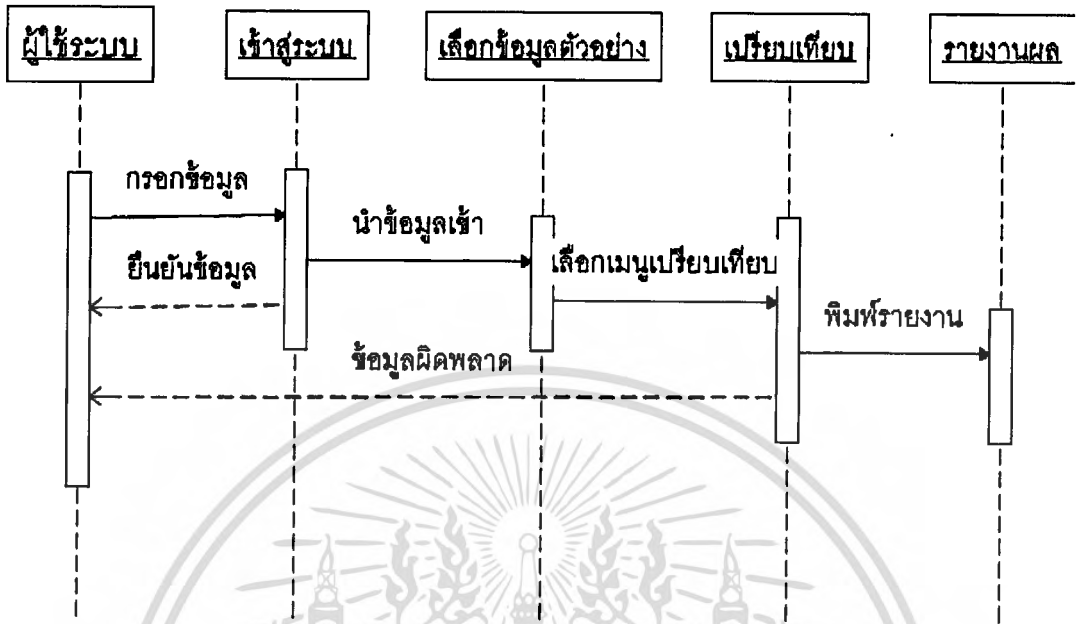 ผู้ใช้ระบบ
เข้าสู่ระบบ
เลือกข้อมูลตัวอย่าง
เปรียบเทียบ
รายงานผล
กรอกข้อมูล
นำข้อมูลเข้า
ยืนยันข้อมูล
เลือกเมนูเปรียบเทียบ
พิมพ์รายงาน
ข้อมูลผิดพลาด